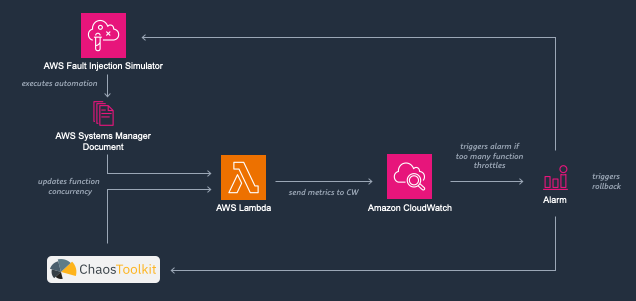 AWS Fault Injection Simulator
executes automation
AWS Systems Manager
Document
updates function
concurrency
AWS Lambda
send metrics to CW
Amazon CloudWatch
triggers alarm if
too many function
throttles
Alarm
triggers
rollback
ChaosToolkit